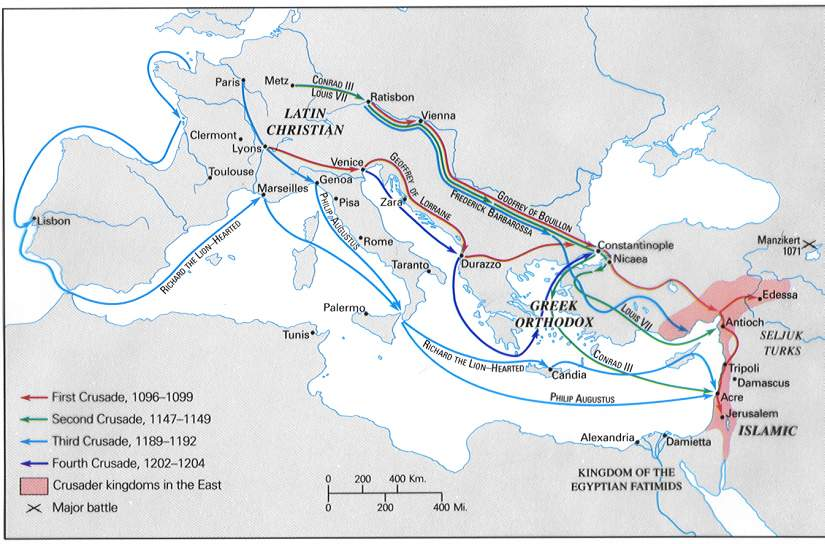 Paris
Metz
CONRAD III
LOUIS VII
Ratisbon
Vienna
LATIN
CHRISTIAN
Clermont
Lyons
Toulouse
Venice
Genoa
Marseilles
Pisa
Zara
GEOFFREY OF LORRAINE
GODFREY OF BOUILLON
FREDERICK BARBAROSSA
PHILIP AUGUSTUS
Rome
Lisbon
RICHARD THE LION–HEARTED
Taranto
Durazzo
Constantinople
Nicaea
Manzikert
1071
Edessa
GREEK
ORTHODOX
LOUIS VII
Antioch
SELJUK
TURKS
Palermo
Tunis
RICHARD THE LION–HEARTED
Candia
CONRAD III
PHILIP AUGUSTUS
Tripoli
Damascus
Acre
Jerusalem
ISLAMIC
Alexandria
Damietta
KINGDOM OF THE
EGYPTIAN FATIMIDS
First Crusade, 1096–1099
Second Crusade, 1147–1149
Third Crusade, 1189–1192
Fourth Crusade, 1202–1204
Crusader kingdoms in the East
Major battle
0 200 400 Km.
0 200 400 Mi.